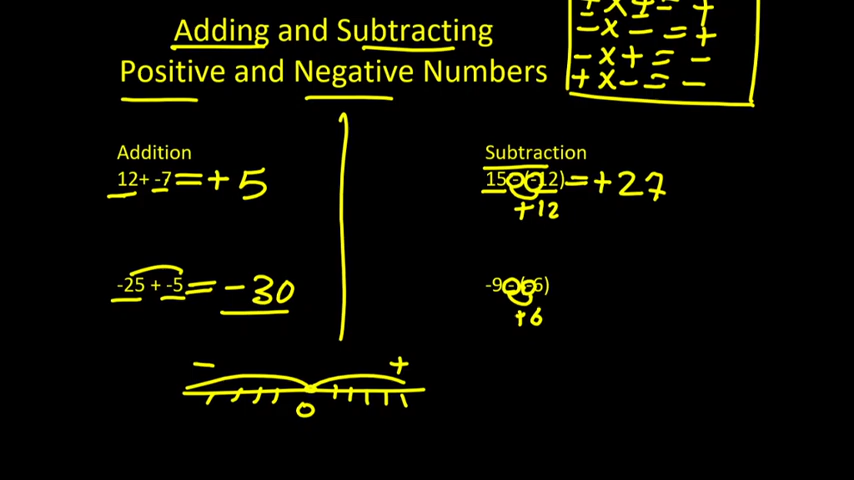 Adding and Subtracting
Positive and Negative Numbers
+ x + = +
- x - = +
- x + = -
+ x - = -
Addition
12+ -7 = +5
-25 + -5 = -30
Subtraction
15 - (-12) = +27
+12
-9 - (-6)
+6
- +
0